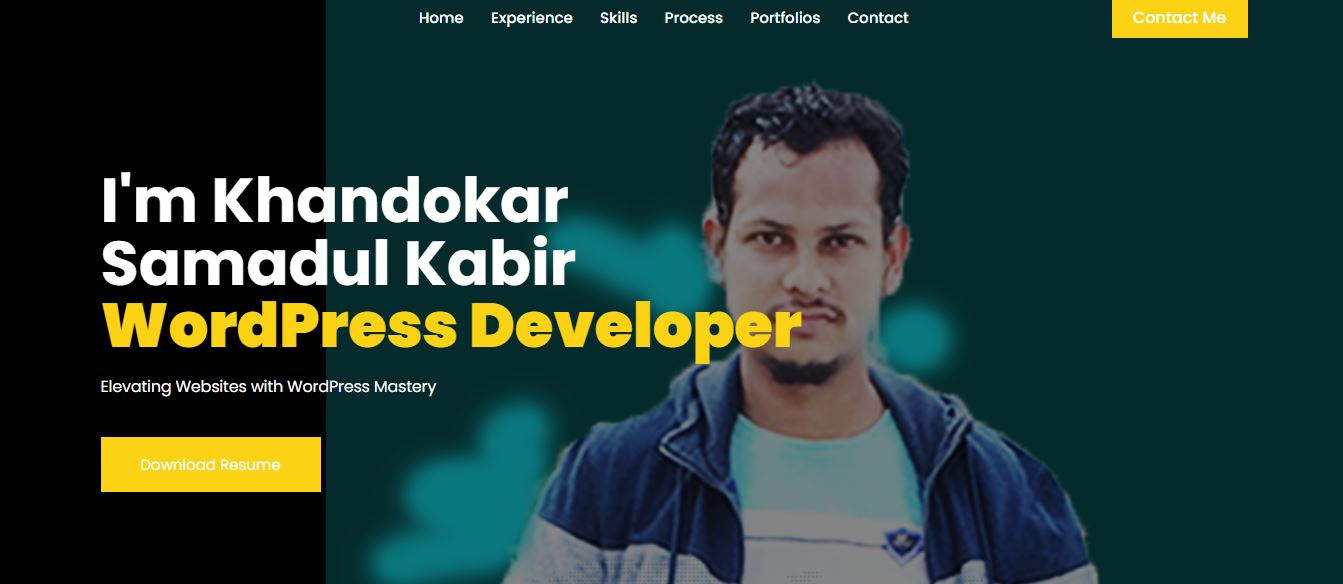 Home Experience Skills Process Portfolios Contact Contact Me
I'm Khandokar
Samadul Kabir
WordPress Developer
Elevating Websites with WordPress Mastery
Download Resume